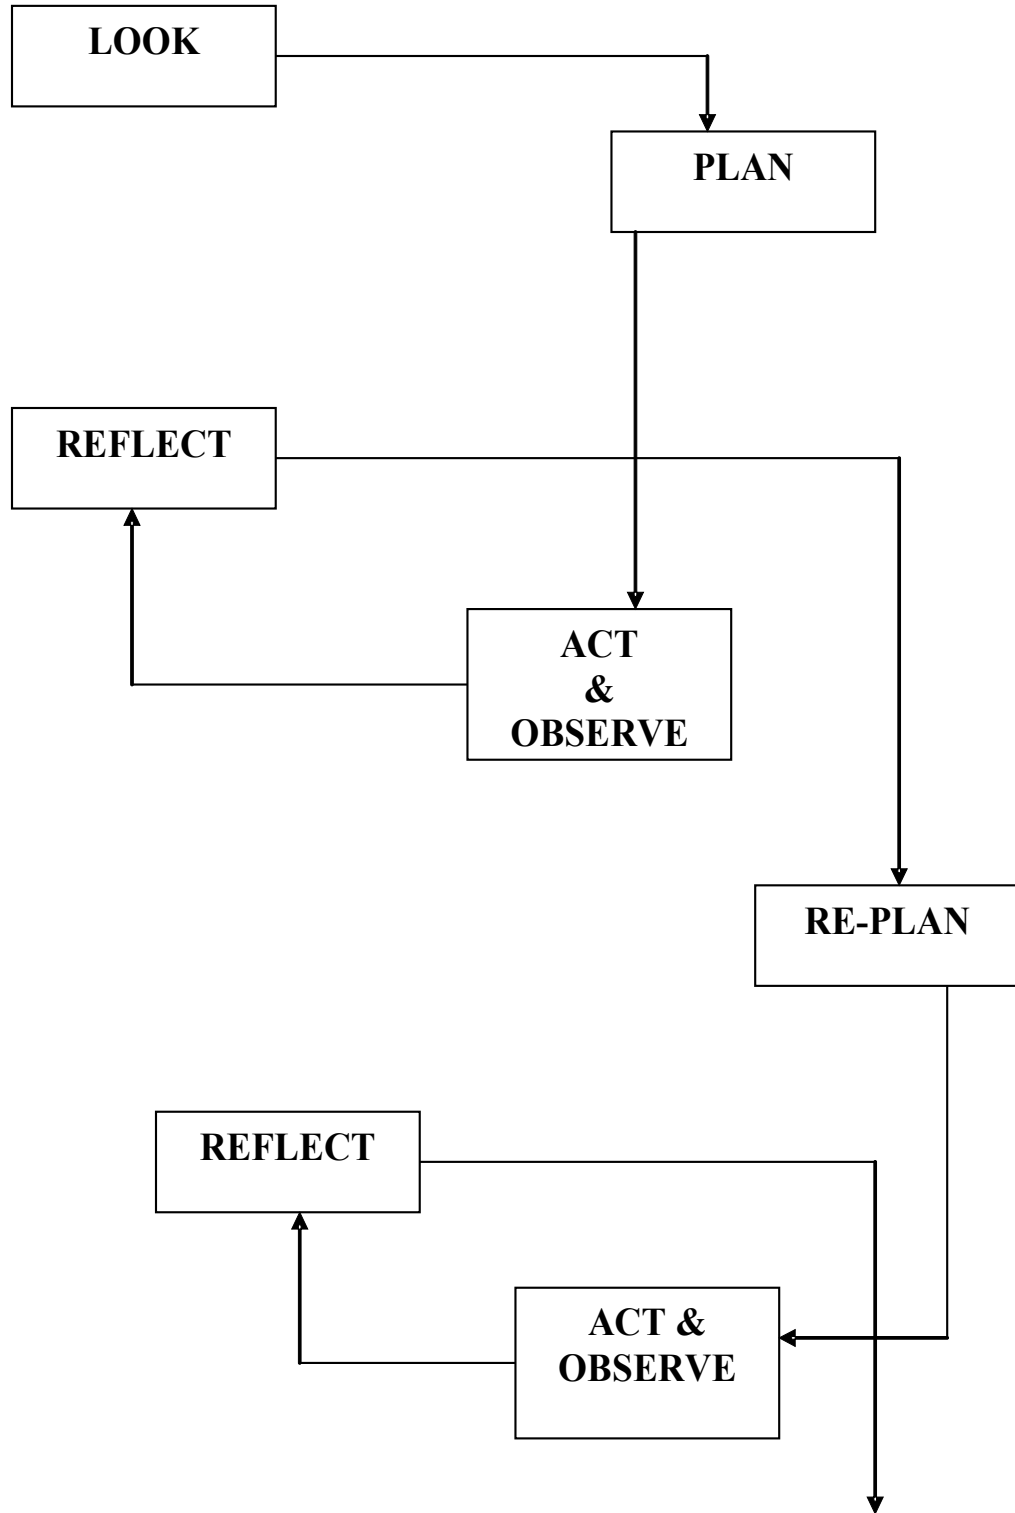 LOOK
PLAN
REFLECT
ACT
&
OBSERVE
RE-PLAN
REFLECT
ACT &
OBSERVE